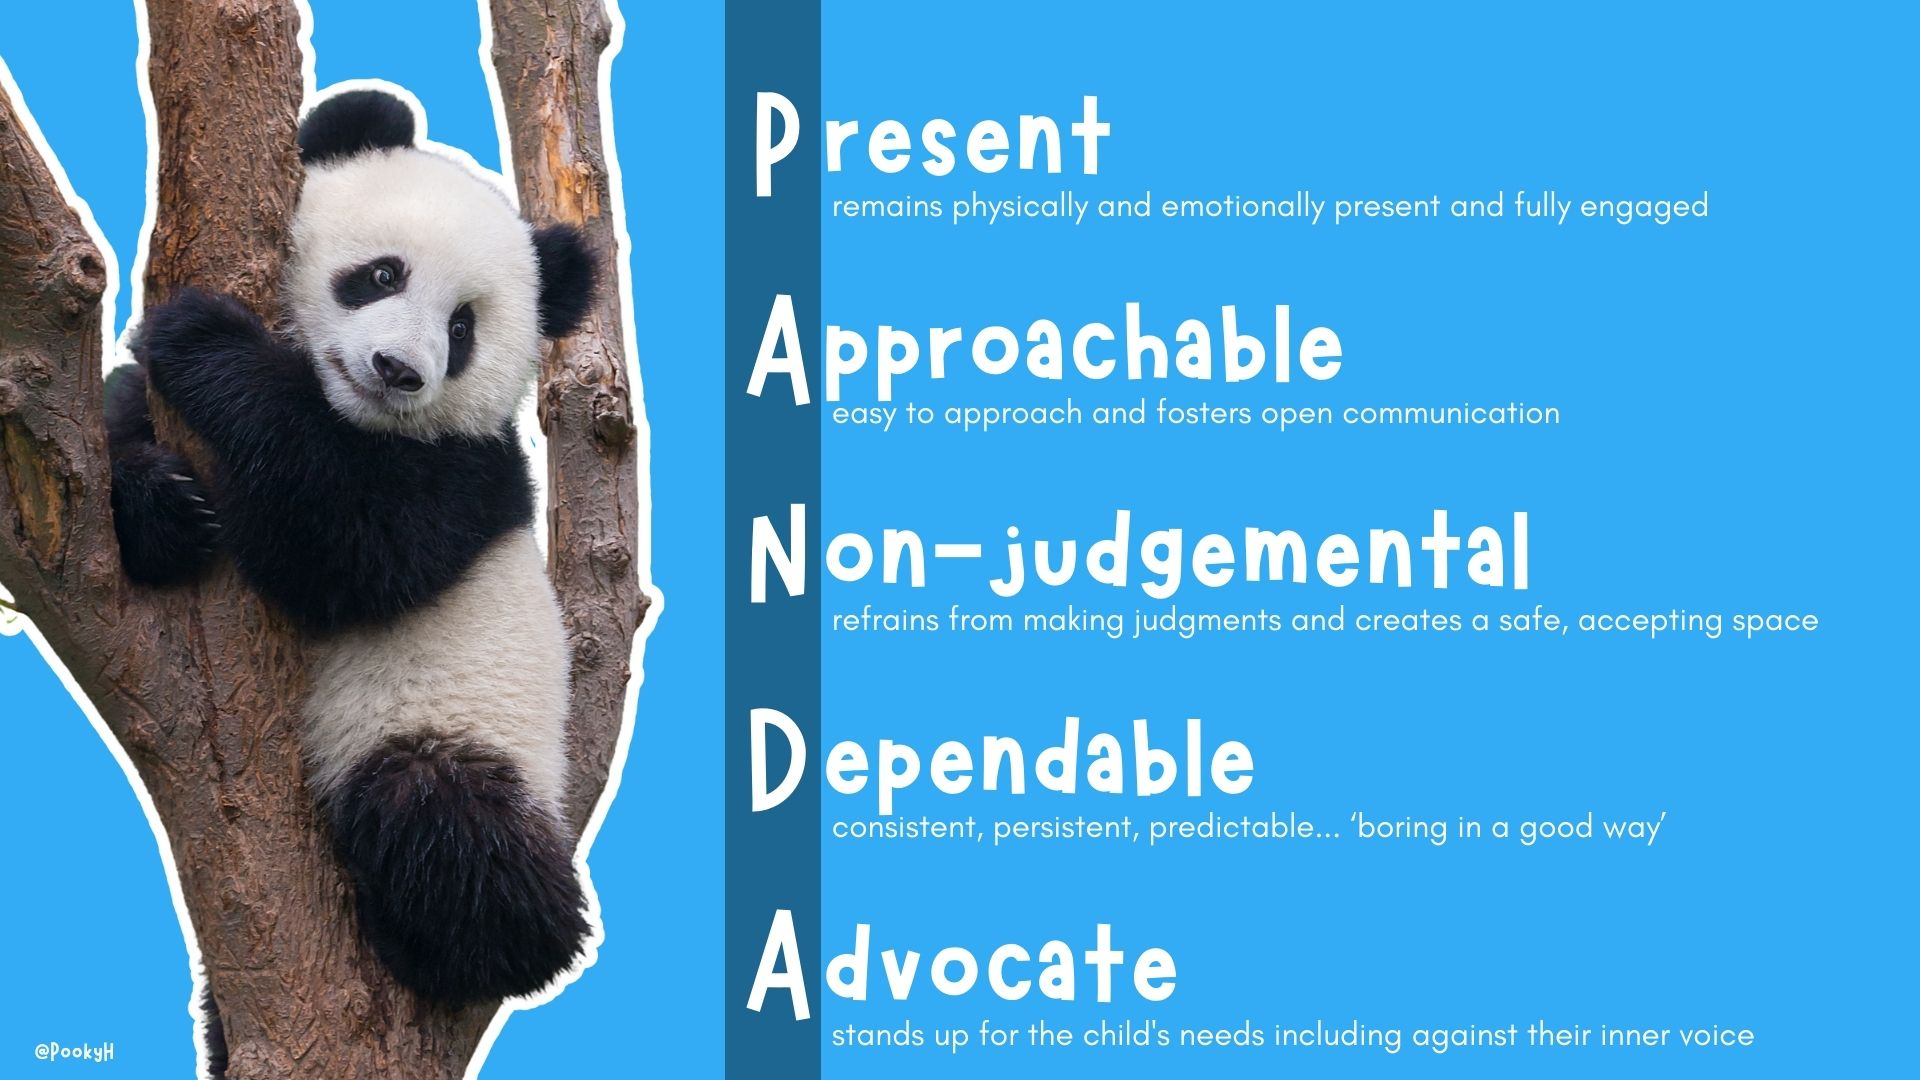 Present
remains physically and emotionally present and fully engaged
Approachable
easy to approach and fosters open communication
Non-judgemental
refrains from making judgments and creates a safe, accepting space
Dependable
consistent, persistent, predictable... ‘boring in a good way’
Advocate
stands up for the child's needs including against their inner voice
@PookyH